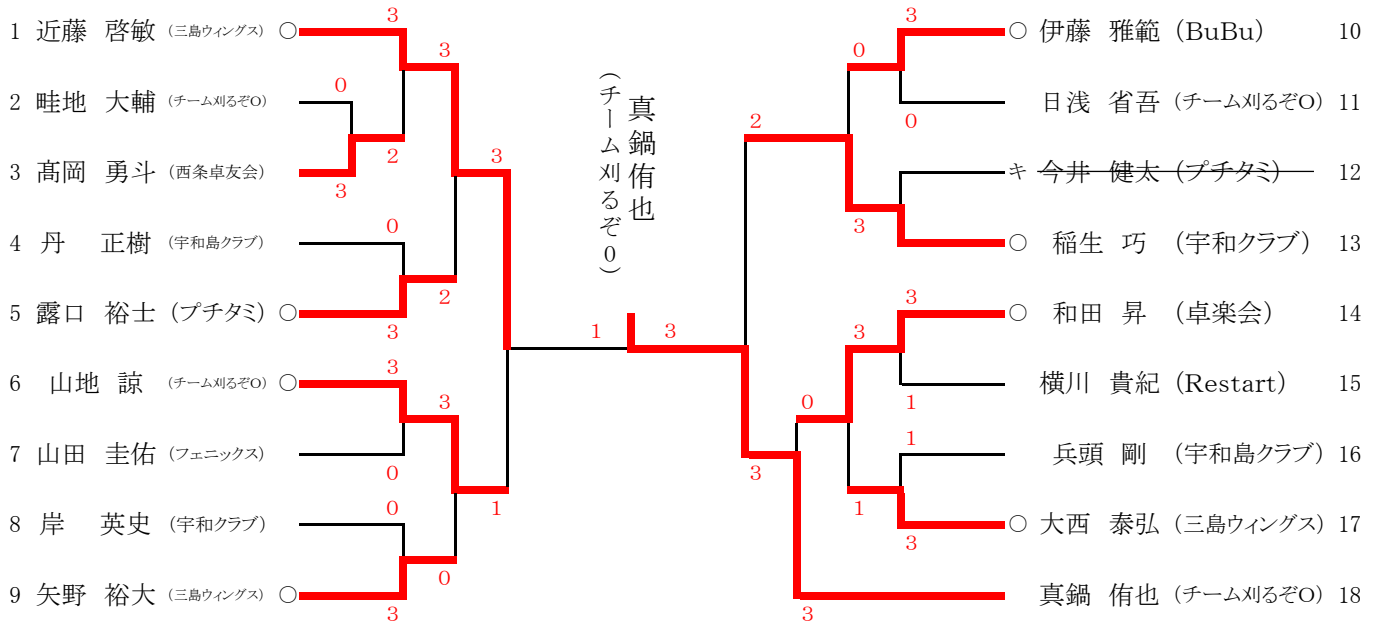 1 近藤 啓敏 (三島ウィングス) ○
2 畦地 大輔 (チーム刈るぞO)
3 髙岡 勇斗 (西条卓友会)
4 丹 正樹 (宇和島クラブ)
5 露口 裕士 (プチタミ) ○
6 山地 諒 (チーム刈るぞO) ○
7 山田 圭佑 (フェニックス)
8 岸 英史 (宇和クラブ)
9 矢野 裕大 (三島ウィングス) ○
3
0
3
0
3
3
0
0
3
3
2
2
3
0
3
1
1
真鍋侑也
(チーム刈るぞ0)
3
2
3
0
3
3
0
1
3
3
0
3
1
1
3
○ 伊藤 雅範 (BuBu) 10
日浅 省吾 (チーム刈るぞO) 11
キ 今井 健太 (プチタミ) 12
○ 稲生 巧 (宇和クラブ) 13
○ 和田 昇 (卓楽会) 14
横川 貴紀 (Restart) 15
兵頭 剛 (宇和島クラブ) 16
○ 大西 泰弘 (三島ウィングス) 17
真鍋 侑也 (チーム刈るぞO) 18